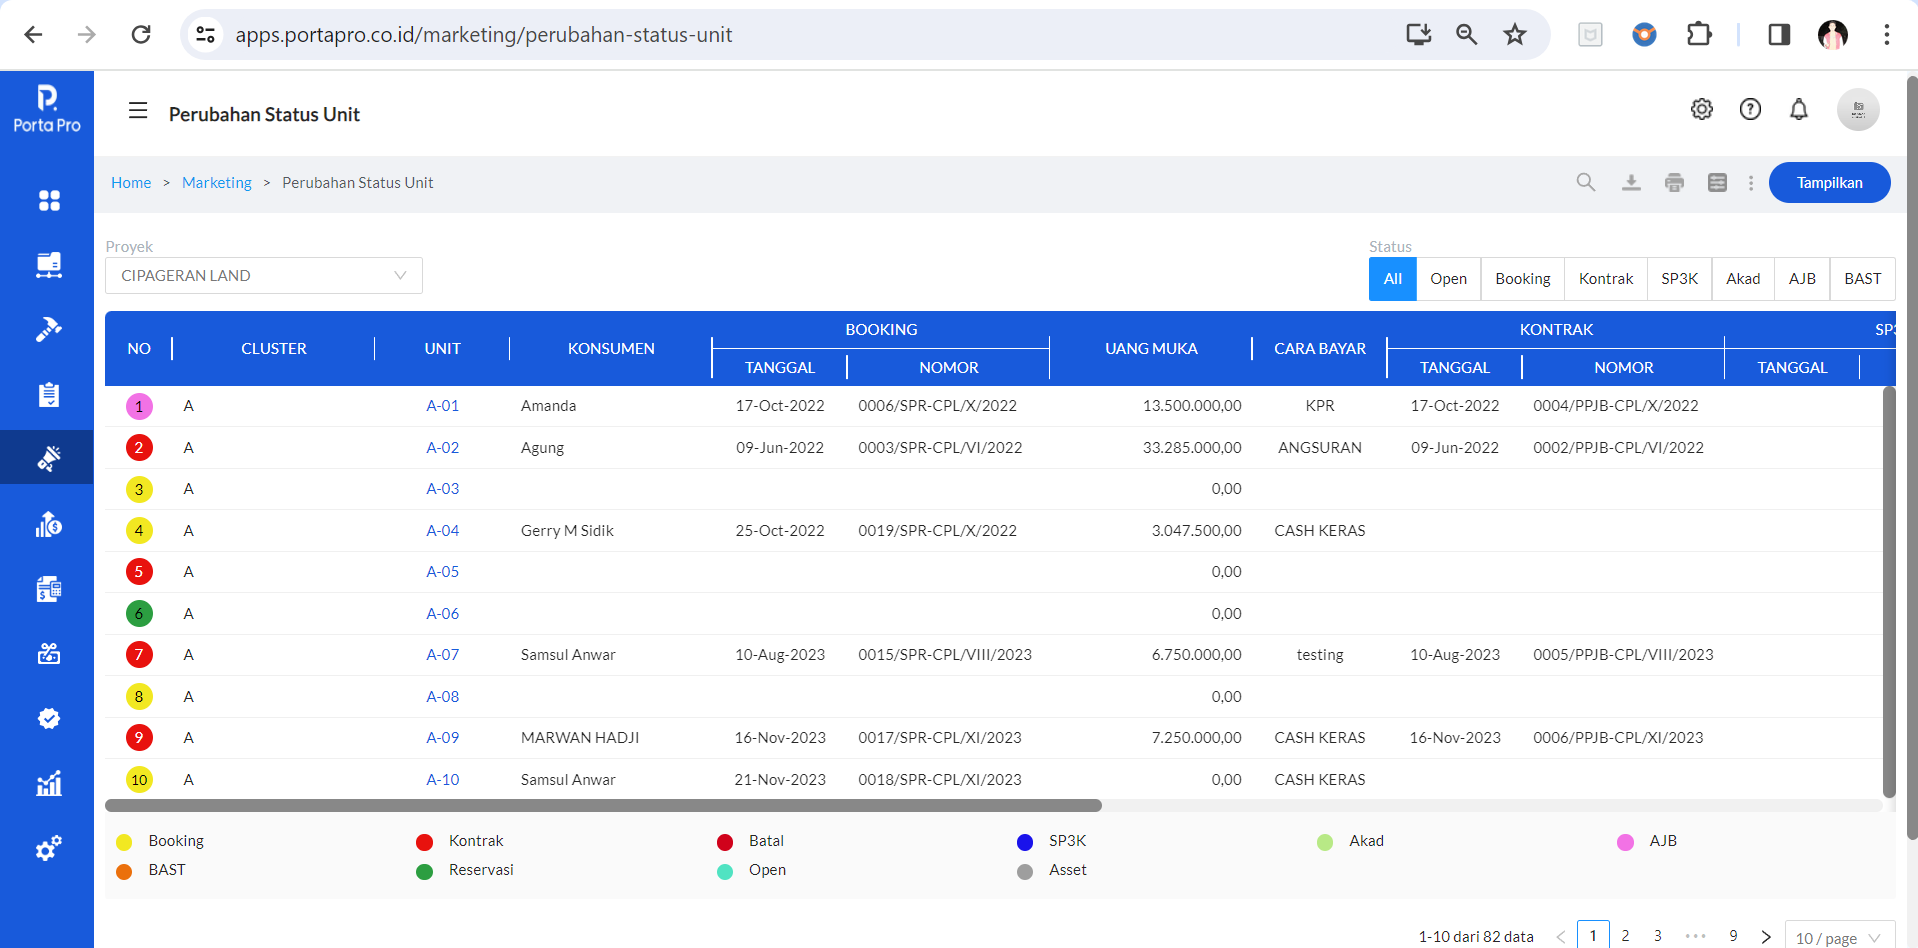 apps.portapro.co.id/marketing/perubahan-status-unit
Porta Pro
Perubahan Status Unit
Home > Marketing > Perubahan Status Unit
Tampilkan
Proyek
CIPAGERAN LAND
Status
All Open Booking Kontrak SP3K Akad AJB BAST
NO CLUSTER UNIT KONSUMEN BOOKING UANG MUKA CARA BAYAR KONTRAK SP3
TANGGAL NOMOR TANGGAL NOMOR TANGGAL
1 A A-01 Amanda 17-Oct-2022 0006/SPR-CPL/X/2022 13.500.000,00 KPR 17-Oct-2022 0004/PPJB-CPL/X/2022
2 A A-02 Agung 09-Jun-2022 0003/SPR-CPL/VI/2022 33.285.000,00 ANGSURAN 09-Jun-2022 0002/PPJB-CPL/VI/2022
3 A A-03 0,00
4 A A-04 Gerry M Sidik 25-Oct-2022 0019/SPR-CPL/X/2022 3.047.500,00 CASH KERAS
5 A A-05 0,00
6 A A-06 0,00
7 A A-07 Samsul Anwar 10-Aug-2023 0015/SPR-CPL/VIII/2023 6.750.000,00 testing 10-Aug-2023 0005/PPJB-CPL/VIII/2023
8 A A-08 0,00
9 A A-09 MARWAN HADJI 16-Nov-2023 0017/SPR-CPL/XI/2023 7.250.000,00 CASH KERAS 16-Nov-2023 0006/PPJB-CPL/XI/2023
10 A A-10 Samsul Anwar 21-Nov-2023 0018/SPR-CPL/XI/2023 0,00 CASH KERAS
Booking Kontrak Batal SP3K Akad AJB
BAST Reservasi Open Asset
1-10 dari 82 data < 1 2 3 ••• 9 > 10 / page